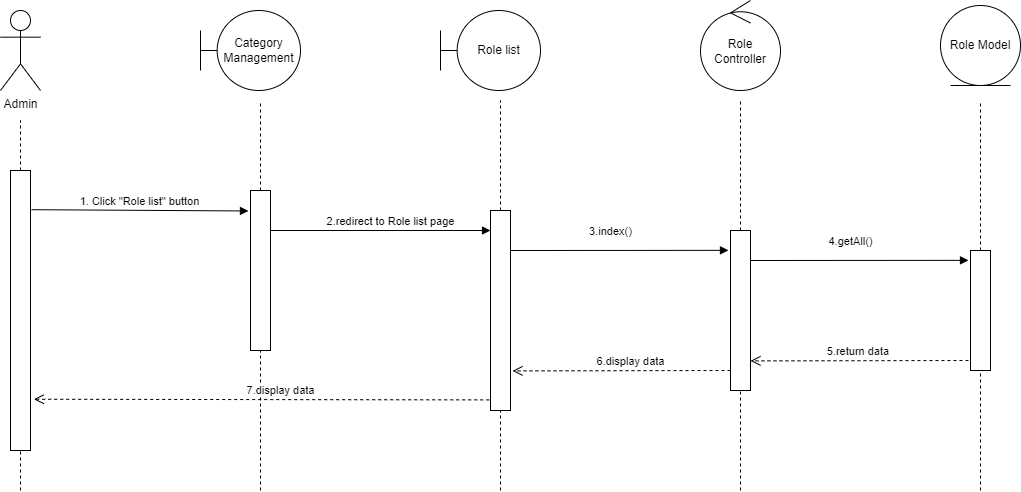 Category
Management
Role list
Role
Controller
Role Model
Admin
1. Click "Role list" button
2.redirect to Role list page
3.index()
4.getAll()
5.return data
6.display data
7.display data